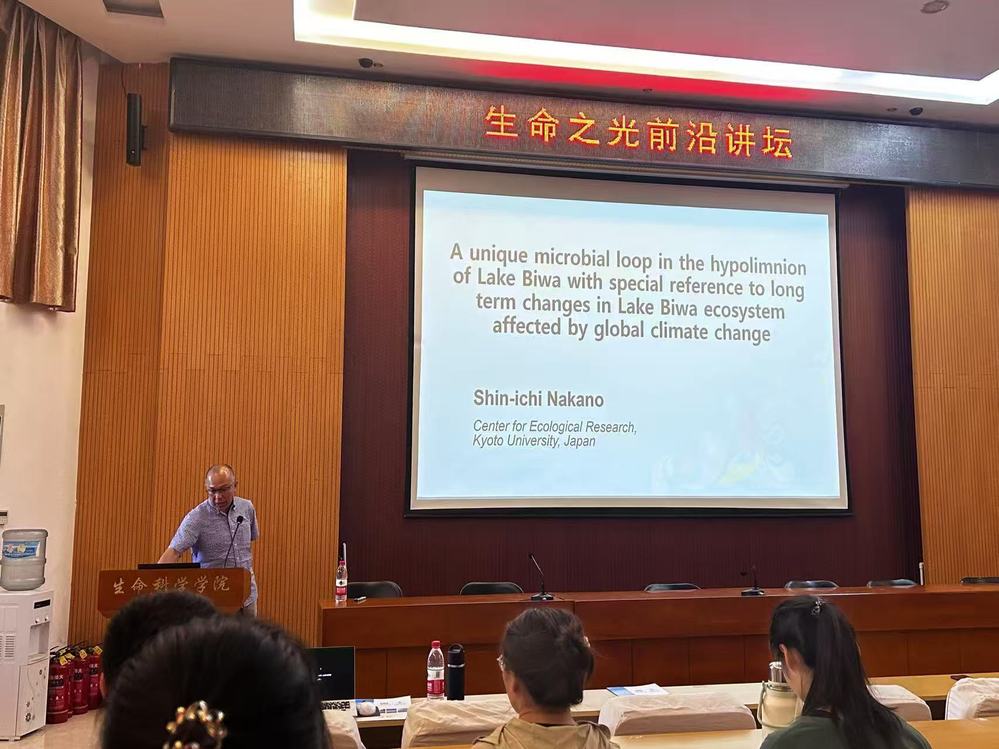 生命之光前沿讲坛
A unique microbial loop in the hypolimnion
of Lake Biwa with special reference to long
term changes in Lake Biwa ecosystem
affected by global climate change
Shin-ichi Nakano
Center for Ecological Research,
Kyoto University, Japan
生命科学学院